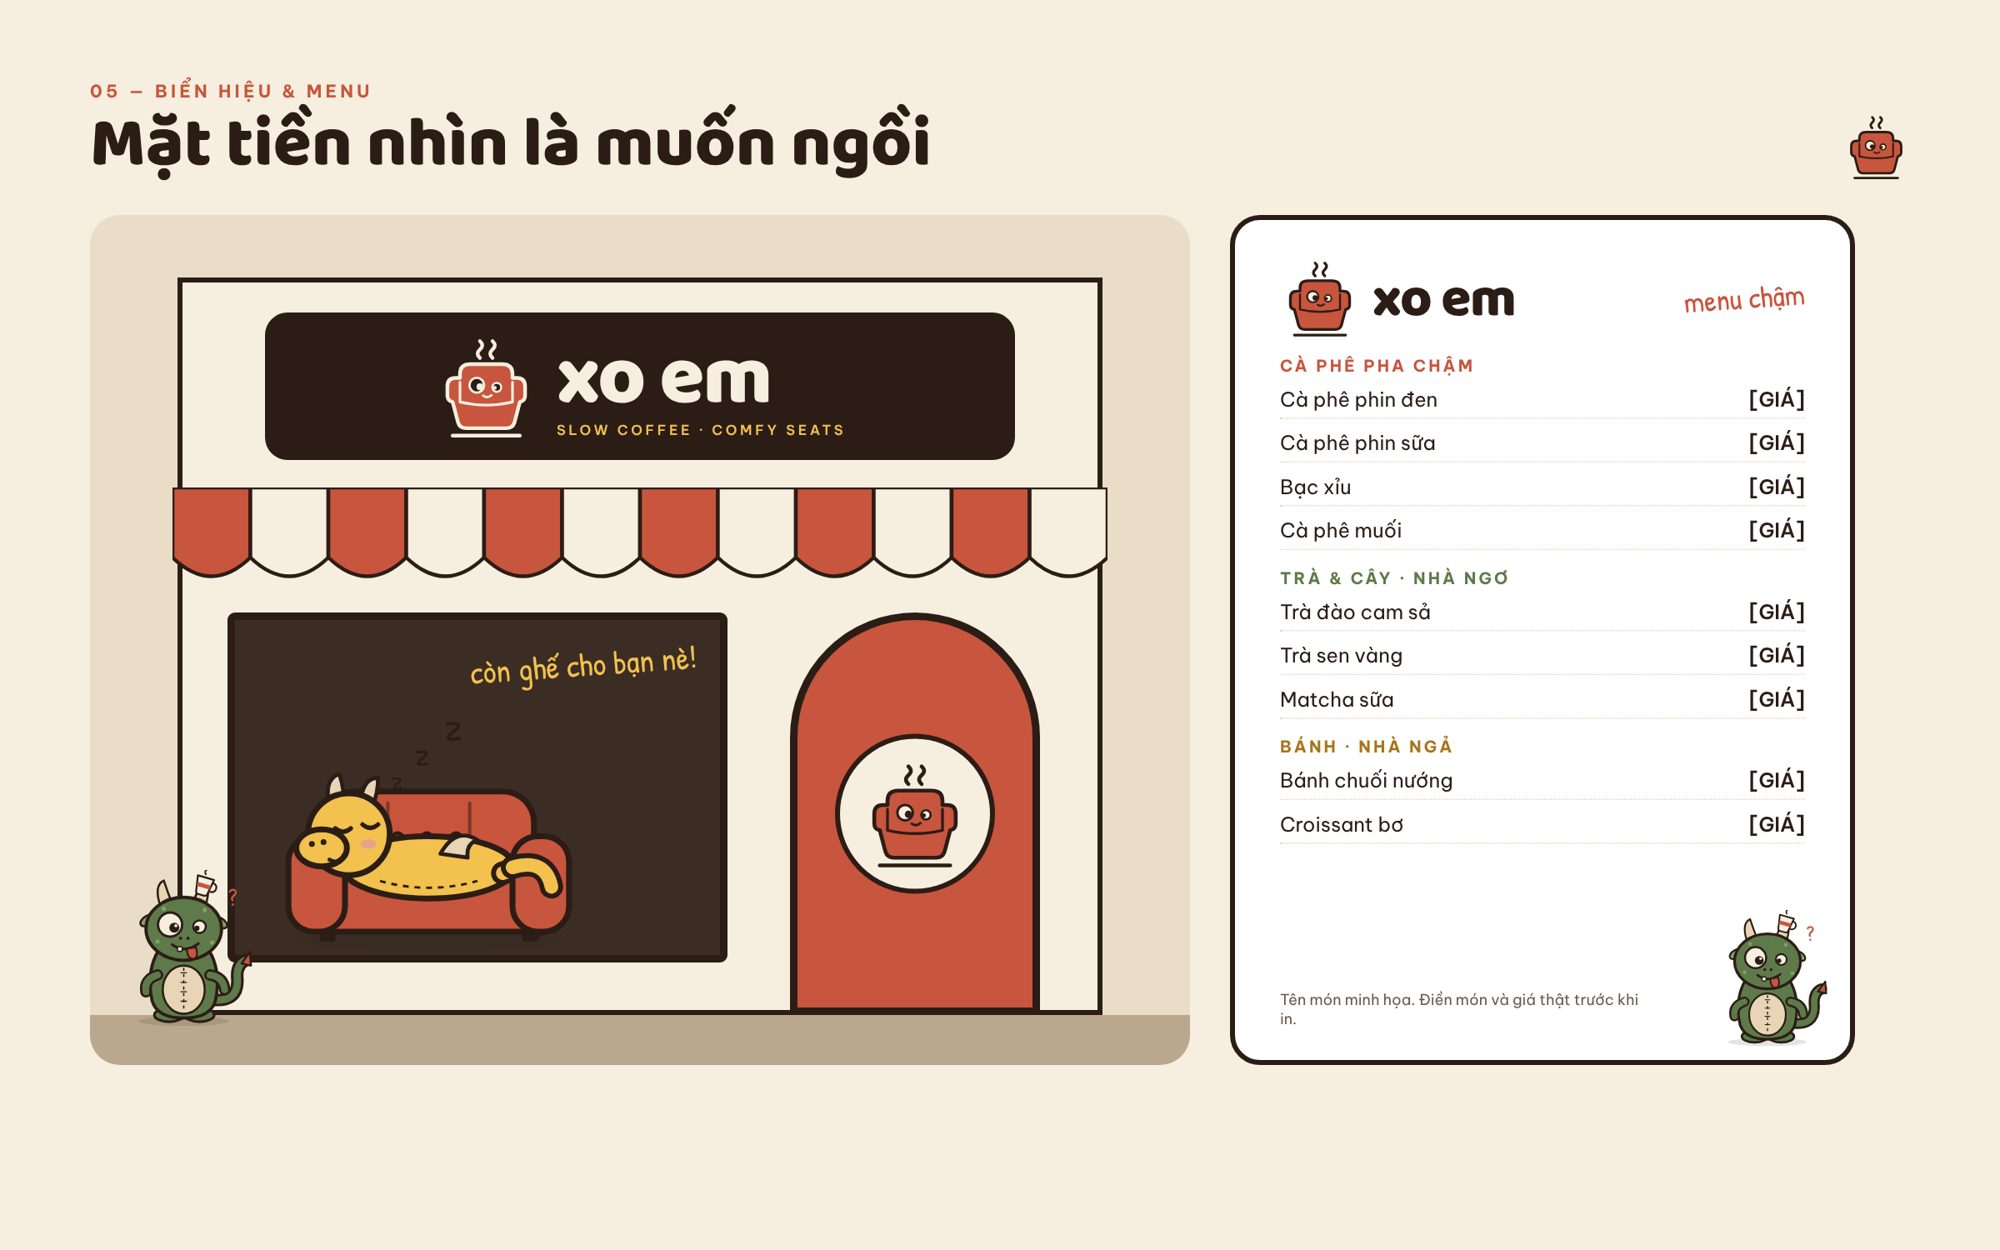 05 — BIỂN HIỆU & MENU
Mặt tiền nhìn là muốn ngồi
xo em
SLOW COFFEE · COMFY SEATS
còn ghế cho bạn nè!
z
z
z
?
xo em
menu chậm
CÀ PHÊ PHA CHẬM
Cà phê phin đen [GIÁ]
Cà phê phin sữa [GIÁ]
Bạc xỉu [GIÁ]
Cà phê muối [GIÁ]
TRÀ & CÂY · NHÀ NGƠ
Trà đào cam sả [GIÁ]
Trà sen vàng [GIÁ]
Matcha sữa [GIÁ]
BÁNH · NHÀ NGẢ
Bánh chuối nướng [GIÁ]
Croissant bơ [GIÁ]
?
Tên món minh họa. Điền món và giá thật trước khi
in.